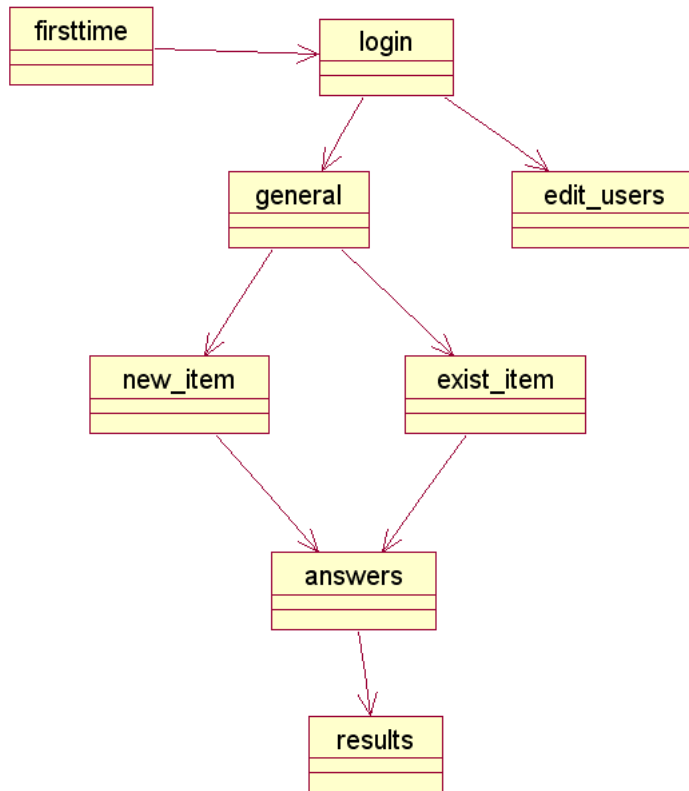 firsttime
login
general
edit_users
new_item
exist_item
answers
results